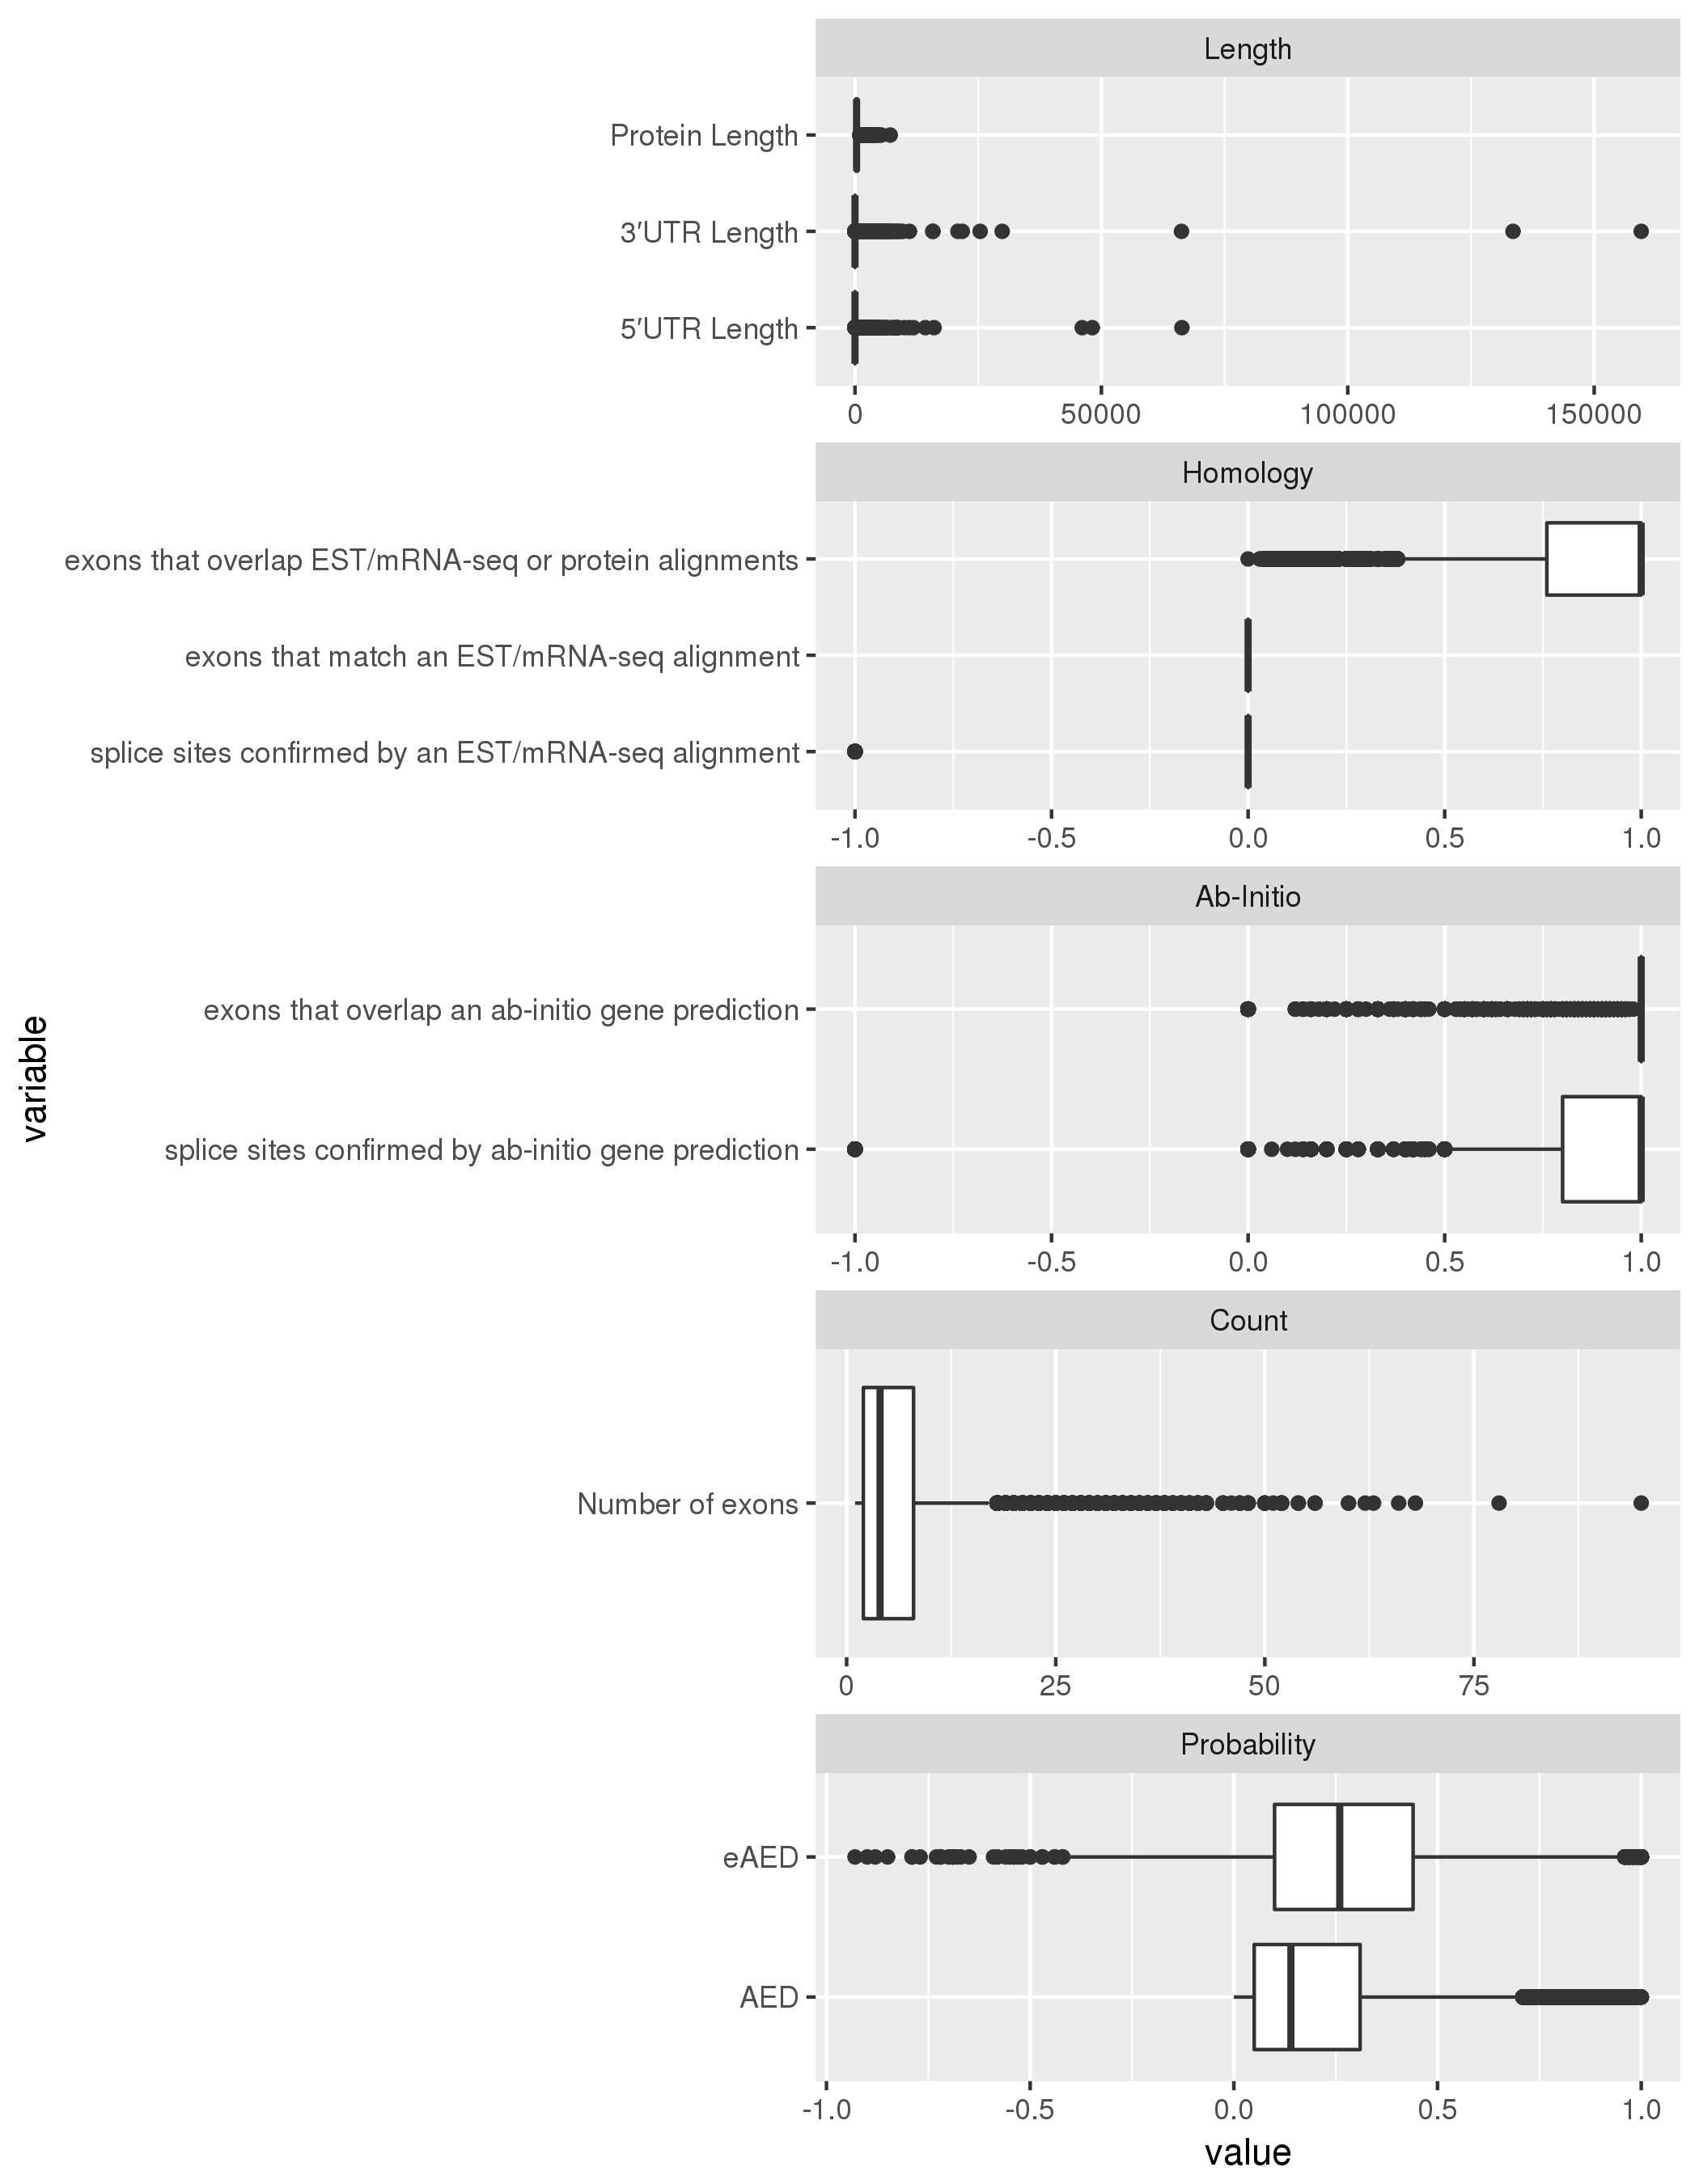 Length
Protein Length
3′UTR Length
5′UTR Length
0 50000 100000 150000
Homology
exons that overlap EST/mRNA-seq or protein alignments
exons that match an EST/mRNA-seq alignment
splice sites confirmed by an EST/mRNA-seq alignment
-1.0 -0.5 0.0 0.5 1.0
Ab-Initio
exons that overlap an ab-initio gene prediction
splice sites confirmed by ab-initio gene prediction
-1.0 -0.5 0.0 0.5 1.0
variable
Count
Number of exons
0 25 50 75
Probability
eAED
AED
-1.0 -0.5 0.0 0.5 1.0
value